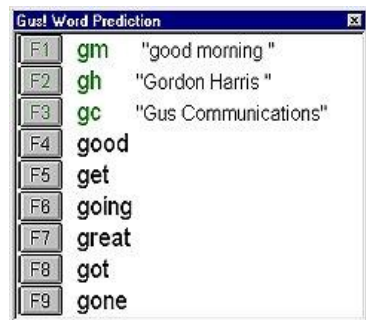 Gus! Word Prediction
F1 gm "good morning "
F2 gh "Gordon Harris "
F3 gc "Gus Communications"
F4 good
F5 get
F6 going
F7 great
F8 got
F9 gone